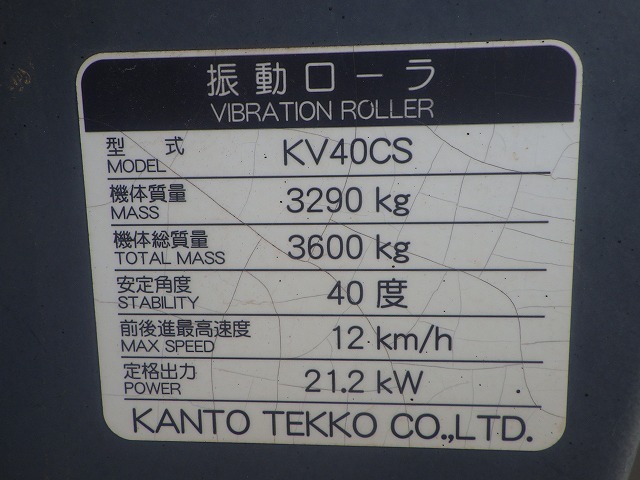 振動ローラ
VIBRATION ROLLER
型式 KV40CS
MODEL
機体質量 3290 kg
MASS
機体総質量 3600 kg
TOTAL MASS
安定角度 40 度
STABILITY
前後進最高速度 12 km/h
MAX SPEED
定格出力 21.2 kW
POWER
KANTO TEKKO CO.,LTD.